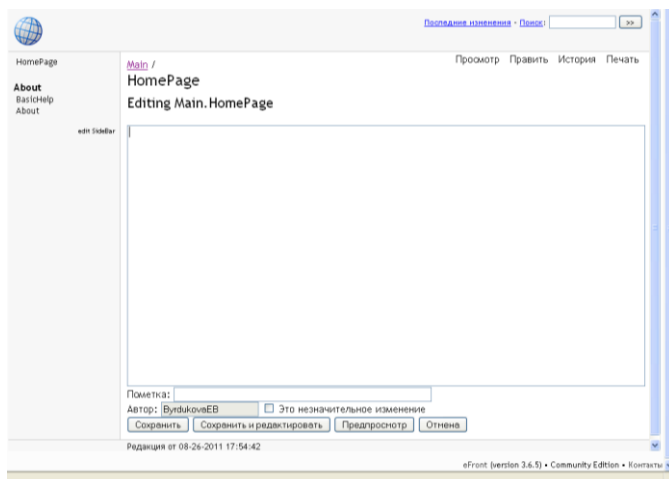 Последние изменения - Поиск: >>
HomePage
About
BasicHelp
About
edit SideBar
Main /
Просмотр Править История Печать
HomePage
Editing Main.HomePage
Пометка:
Автор: ByrdukovaEB Это незначительное изменение
Сохранить Сохранить и редактировать Предпросмотр Отмена
Редакция от 08-26-2011 17:54:42
eFront (version 3.6.5) • Community Edition • Контакты